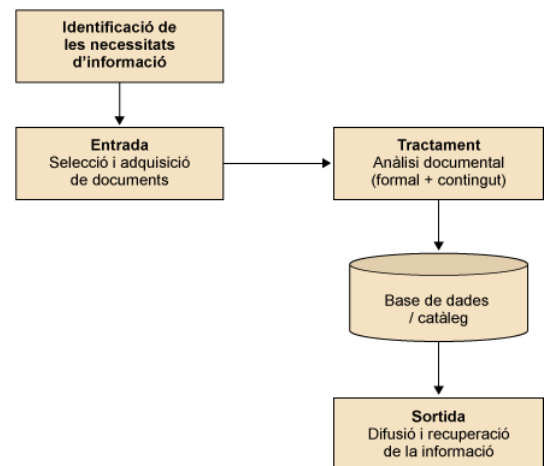 Identificació de
les necessitats
d'informació
Entrada
Selecció i adquisició
de documents
Tractament
Anàlisi documental
(formal + contingut)
Base de dades
/ catàleg
Sortida
Difusió i recuperació
de la informació